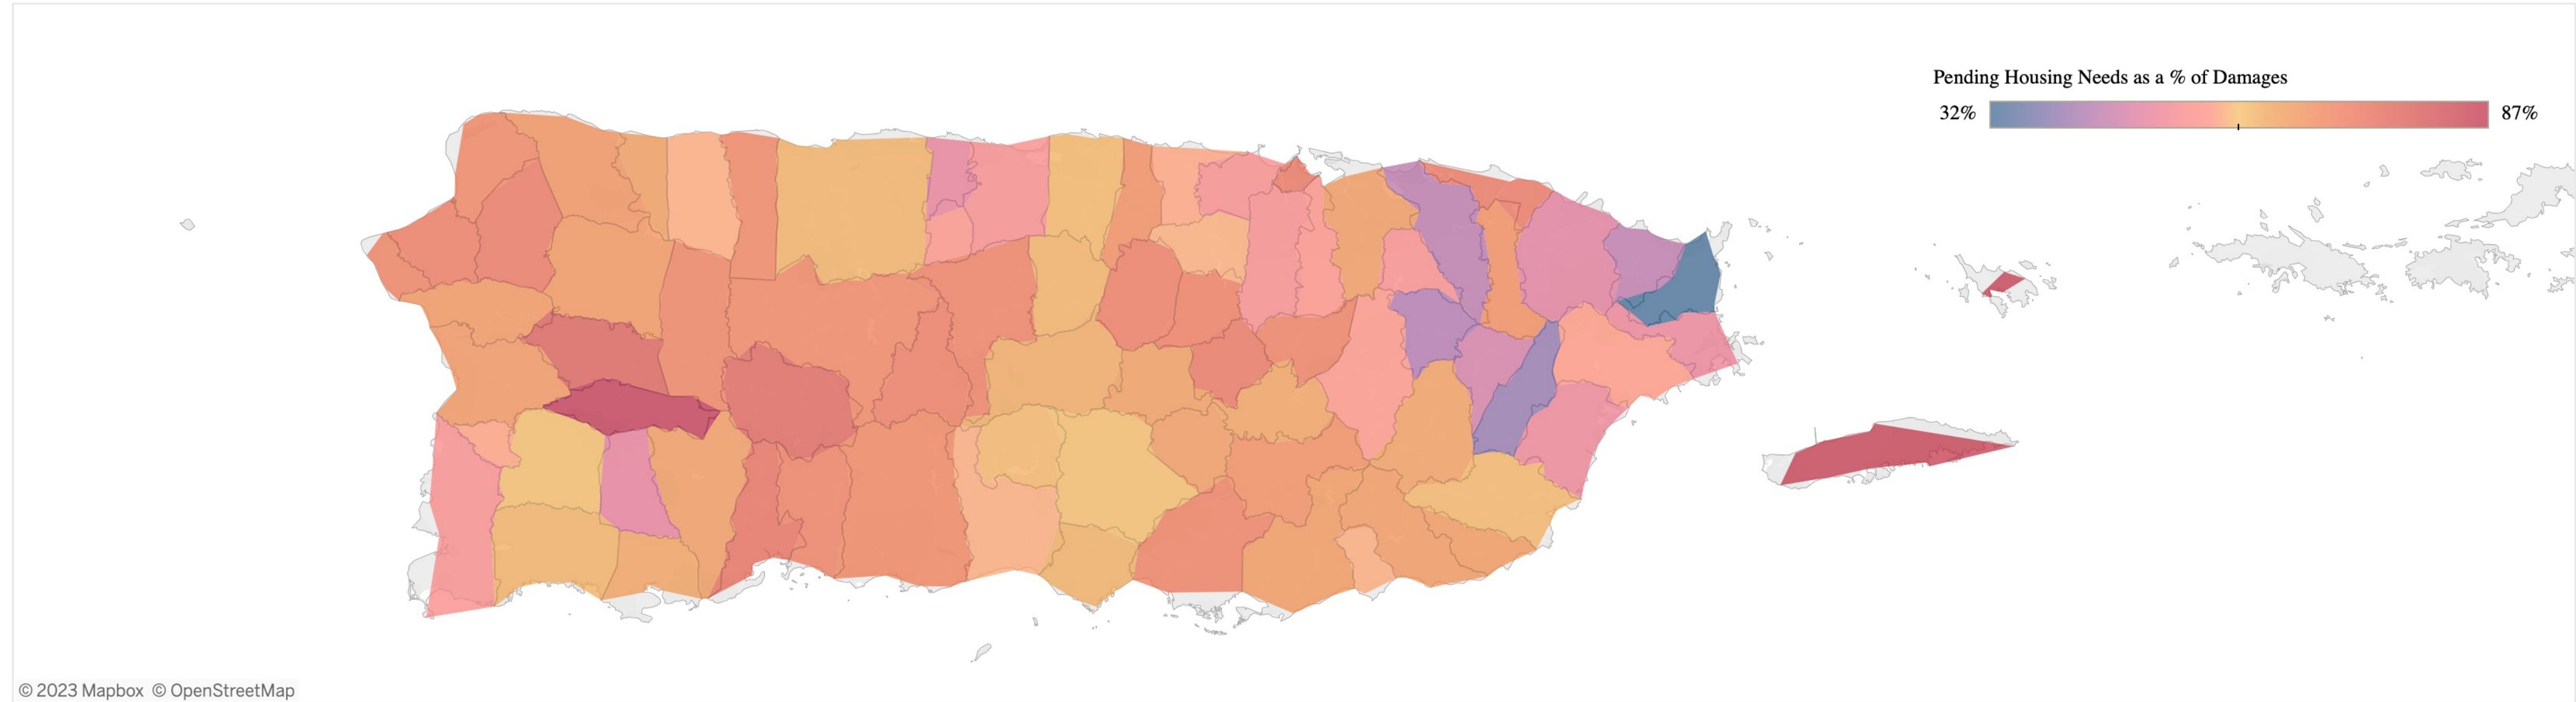 Pending Housing Needs as a % of Damages
32% 87%
© 2023 Mapbox © OpenStreetMap